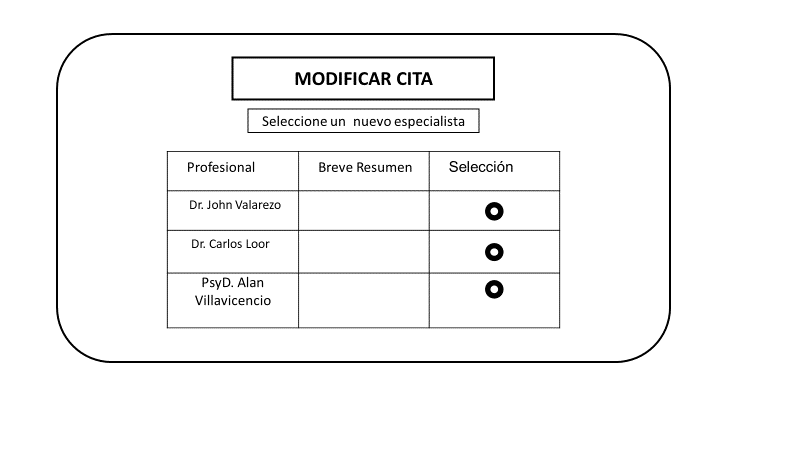 MODIFICAR CITA
Seleccione un nuevo especialista
Profesional Breve Resumen Selección
Dr. John Valarezo
Dr. Carlos Loor
PsyD. Alan
Villavicencio